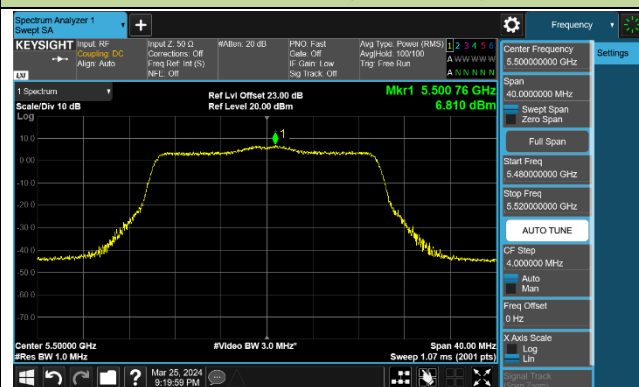 Spectrum Analyzer 1
Swept SA
+
Frequency
KEYSIGHT
Input: RF
Coupling: DC
Align: Auto
Input Z: 50 Ω
Corrections: Off
Freq Ref: Int (S)
NFE: Off
#Atten: 20 dB
PNO: Fast
Gate: Off
IF Gain: Low
Sig Track: Off
Avg Type: Power (RMS)
Avg|Hold: 100/100
Trig: Free Run
1 2 3 4 5 6
A W W W W W
A N N N N N
LXI
1 Spectrum
Scale/Div 10 dB
Ref Lvl Offset 23.00 dB
Ref Level 20.00 dBm
Mkr1 5.500 76 GHz
6.810 dBm
Log
10.0
0.00
-10.0
-20.0
-30.0
-40.0
-50.0
-60.0
-70.0
1
Center 5.50000 GHz
#Res BW 1.0 MHz
#Video BW 3.0 MHz*
Span 40.00 MHz
Sweep 1.07 ms (2001 pts)
Center Frequency
5.500000000 GHz
Settings
Span
40.0000000 MHz
Swept Span
Zero Span
Full Span
Start Freq
5.480000000 GHz
Stop Freq
5.520000000 GHz
AUTO TUNE
CF Step
4.000000 MHz
Auto
Man
Freq Offset
0 Hz
X Axis Scale
Log
Lin
Signal Track
(Span Zoom)
?
Mar 25, 2024
9:19:59 PM